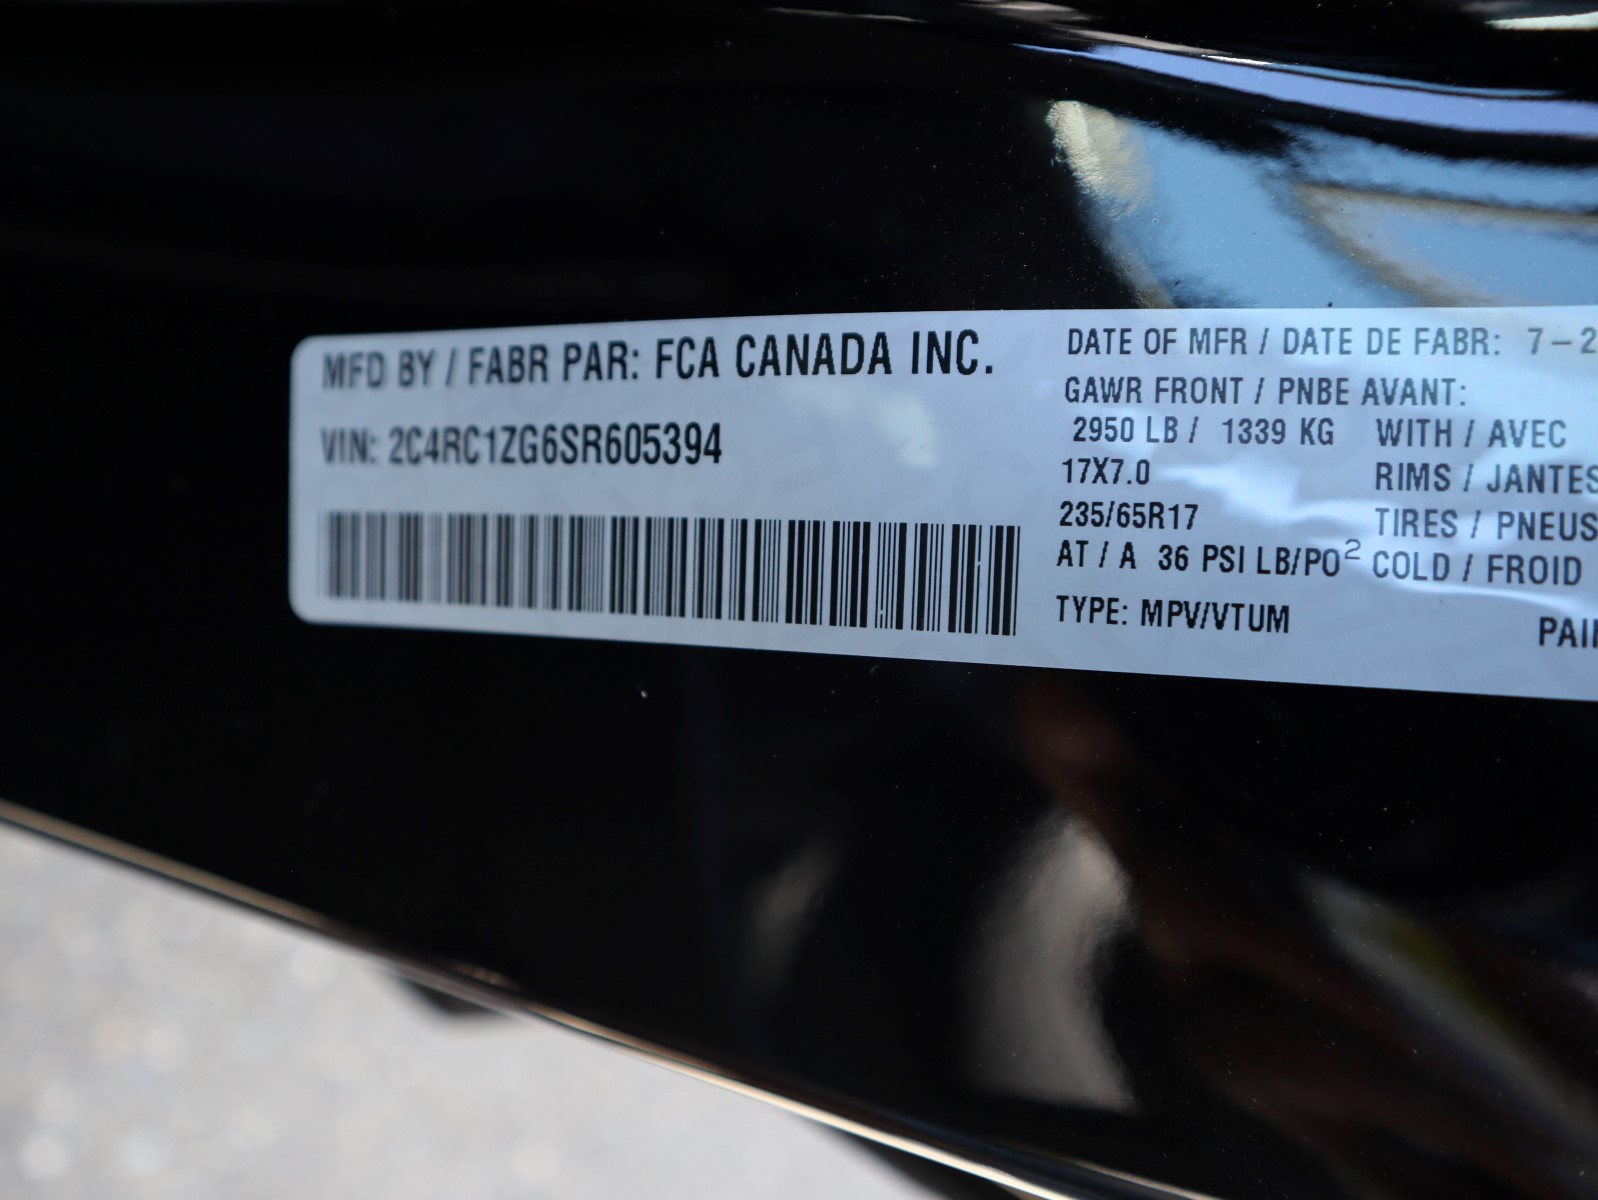 MFD BY / FABR PAR: FCA CANADA INC.
VIN: 2C4RC1ZG6SR605394
DATE OF MFR / DATE DE FABR: 7-2
GAWR FRONT / PNBE AVANT:
2950 LB / 1339 KG WITH / AVEC
17X7.0 RIMS / JANTES
235/65R17 TIRES / PNEUS
AT / A 36 PSI LB/PO² COLD / FROID
TYPE: MPV/VTUM